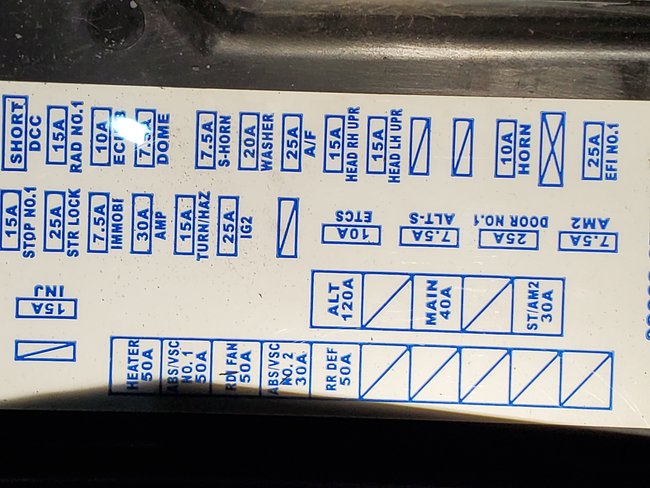 SHORT
DCC
15A
RAD NO.1
10A
7.5A
DOME
7.5A
S-HORN
20A
WASHER
25A
A/F
15A
HEAD RH UPR
15A
HEAD LH UPR
10A
HORN
25A
EFI NO.1
15A
STOP NO.1
25A
STR LOCK
7.5A
IMMOBI
30A
AMP
15A
TURN/HAZ
25A
IG2
10A
ETCS
7.5A
ALT-S
25A
DOOR NO.1
7.5A
AM2
15A
INJ
ALT
120A
MAIN
40A
ST/AM2
30A
HEATER
50A
ABS/VSC
NO.1
50A
RDI FAN
50A
ABS/VSC
NO.2
30A
RR DEF
50A